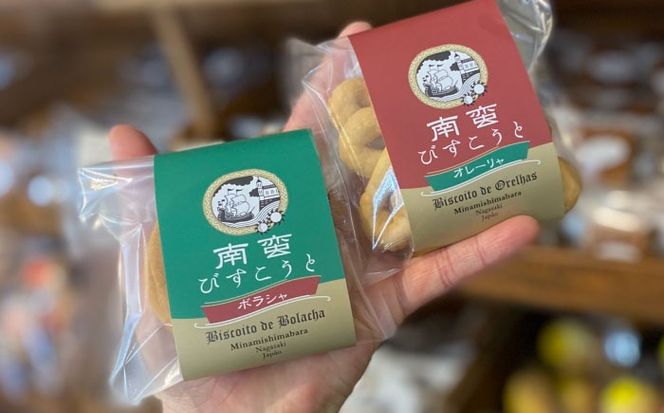 南蛮
びすこうと
オレーリャ
Biscoito de Orelhas
Minamishimabara
Nagasaki
Japão
南蛮
びすこうと
ボラシャ
Biscoito de Bolacha
Minamishimabara
Nagasaki
Japão